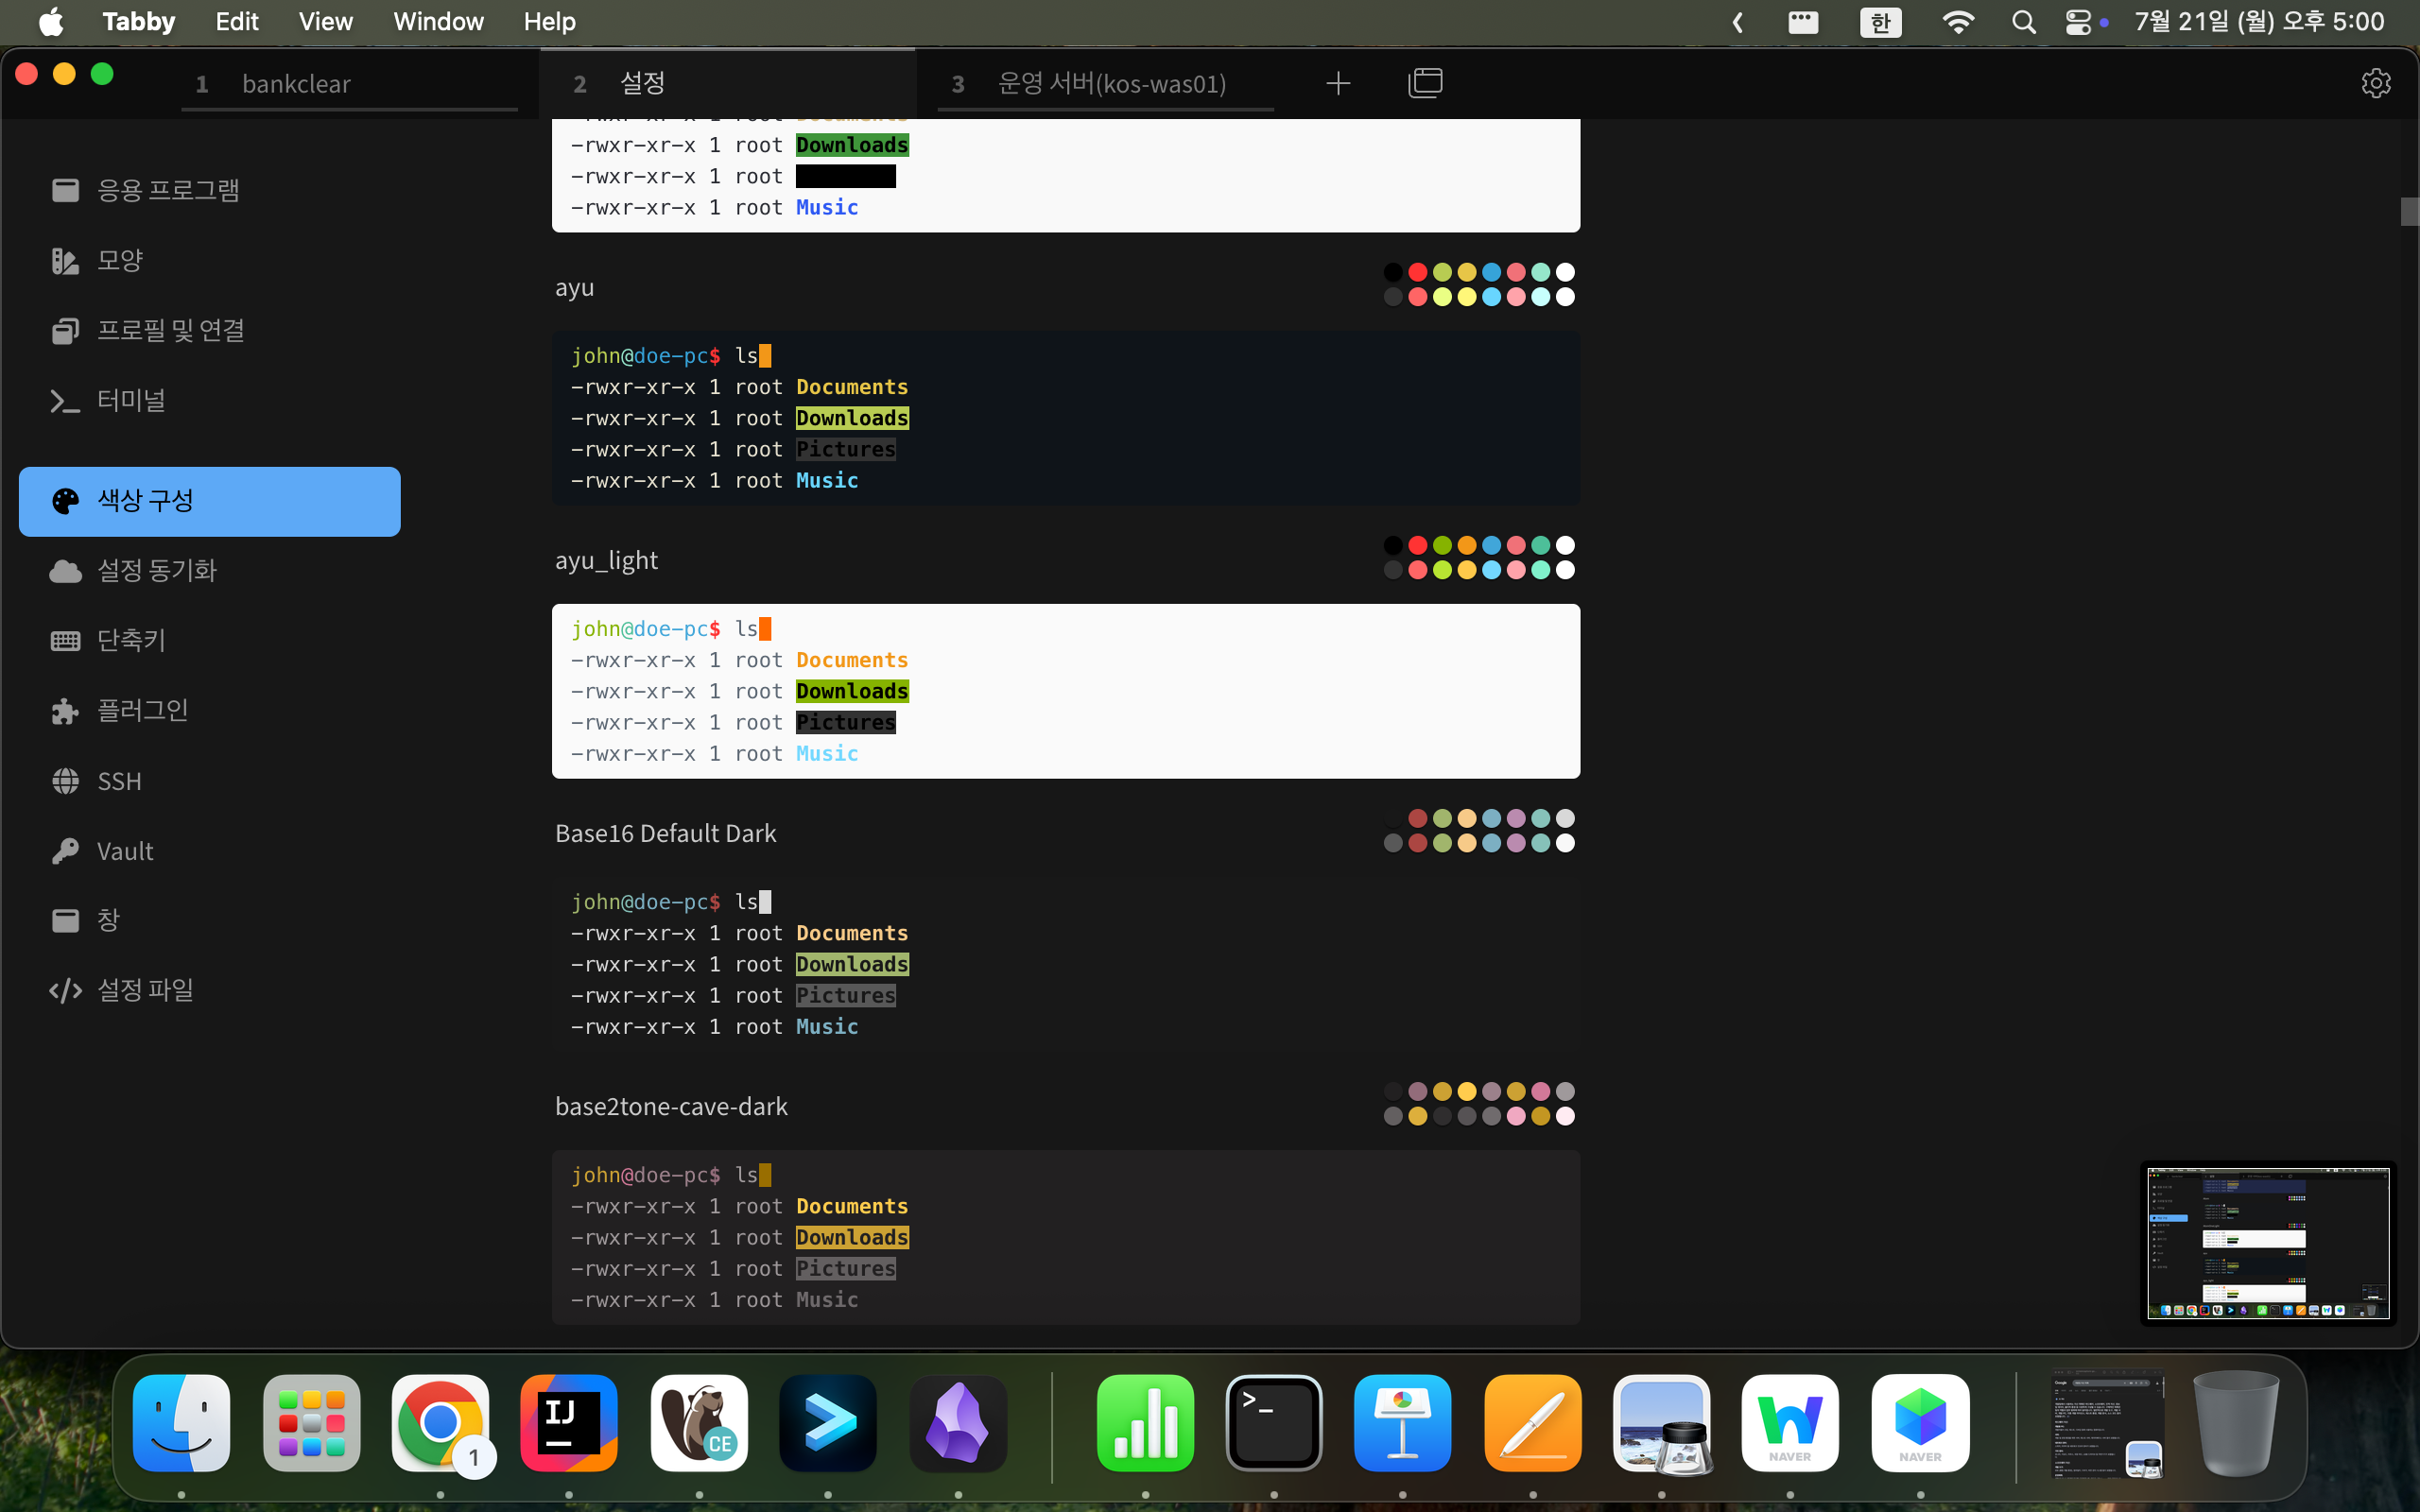 Tabby Edit View Window Help 한 7월 21일 (월) 오후 5:00
1 bankclear 2 설정 3 운영 서버(kos-was01)
응용 프로그램
모양
프로필 및 연결
터미널
색상 구성
설정 동기화
단축키
플러그인
SSH
Vault
창
설정 파일
-rwxr-xr-x 1 root Downloads
-rwxr-xr-x 1 root
-rwxr-xr-x 1 root Music
ayu
john@doe-pc$ ls
-rwxr-xr-x 1 root Documents
-rwxr-xr-x 1 root Downloads
-rwxr-xr-x 1 root Pictures
-rwxr-xr-x 1 root Music
ayu_light
john@doe-pc$ ls
-rwxr-xr-x 1 root Documents
-rwxr-xr-x 1 root Downloads
-rwxr-xr-x 1 root Pictures
-rwxr-xr-x 1 root Music
Base16 Default Dark
john@doe-pc$ ls
-rwxr-xr-x 1 root Documents
-rwxr-xr-x 1 root Downloads
-rwxr-xr-x 1 root Pictures
-rwxr-xr-x 1 root Music
base2tone-cave-dark
john@doe-pc$ ls
-rwxr-xr-x 1 root Documents
-rwxr-xr-x 1 root Downloads
-rwxr-xr-x 1 root Pictures
-rwxr-xr-x 1 root Music
1
IJ
CE
>_
NAVER
NAVER